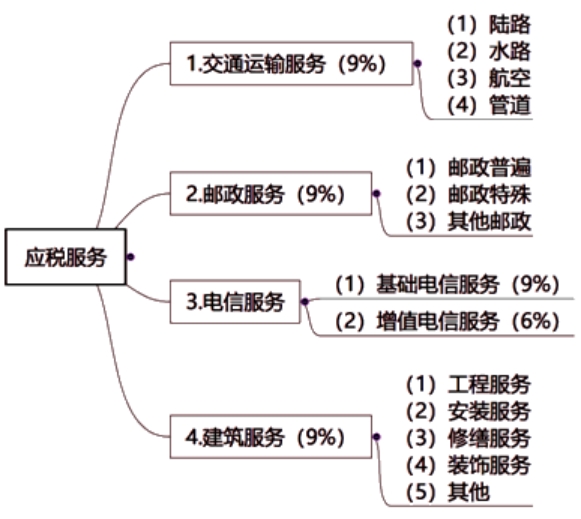 应税服务
1.交通运输服务（9%）
（1）陆路
（2）水路
（3）航空
（4）管道
2.邮政服务（9%）
（1）邮政普遍
（2）邮政特殊
（3）其他邮政
3.电信服务
（1）基础电信服务（9%）
（2）增值电信服务（6%）
4.建筑服务（9%）
（1）工程服务
（2）安装服务
（3）修缮服务
（4）装饰服务
（5）其他